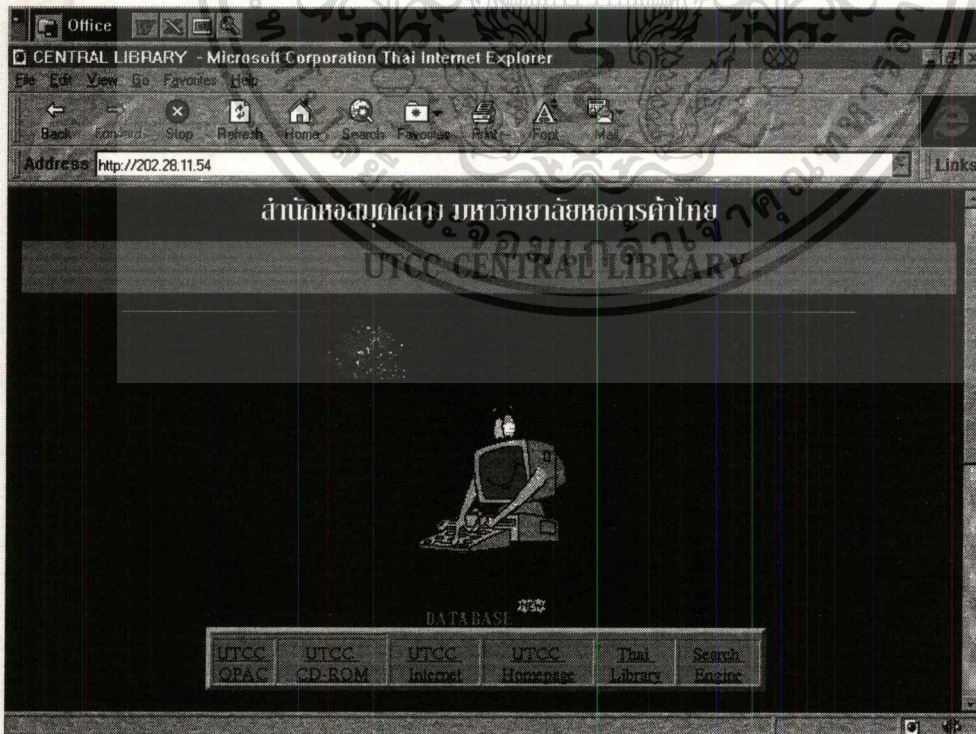 Office
CENTRAL LIBRARY - Microsoft Corporation Thai Internet Explorer
File Edit View Go Favorites Help
Back Forward Stop Refresh Home Search Favorites Print Font Mail
Address http://202.28.11.54 Links
สำนักหอสมุดกลาง มหาวิทยาลัยหอการค้าไทย
UTCC CENTRAL LIBRARY
DATABASE NEW
UTCC OPAC UTCC CD-ROM UTCC Internet UTCC Homepage Thai Library Search Engine